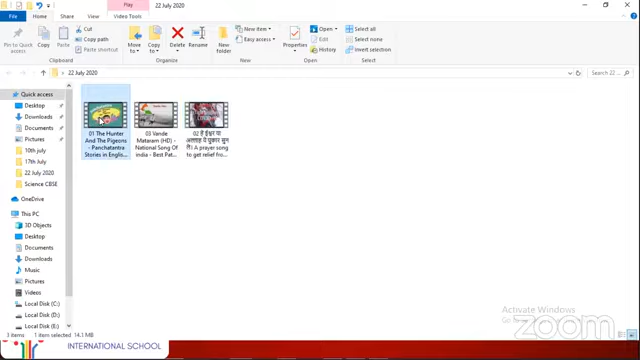 Play
22 July 2020
File
Home
Share
View
Video Tools
Pin to Quick access
Copy
Paste
Cut
Copy path
Paste shortcut
Clipboard
Move to
Copy to
Delete
Rename
Organize
New folder
New item
Easy access
New
Properties
Open
Edit
History
Open
Select all
Select none
Invert selection
Select
22 July 2020
Search 22 ...
Quick access
Desktop
Downloads
Documents
Pictures
10th july
17th July
22 July 2020
Science CBSE
OneDrive
This PC
3D Objects
Desktop
Documents
Downloads
Music
Pictures
Videos
Local Disk (C:)
Local Disk (D:)
Local Disk (E:)
01 The Hunter
And The Pigeons
- Panchatantra
Stories in Englis...
03 Vande
Mataram (HD) -
National Song Of
india - Best Pat...
02 हे ईश्वर या
अल्लाह ये पुकार सुन
ले। A prayer song
to get relief fro...
3 items
1 item selected
14.1 MB
Activate Windows
zoom
INTERNATIONAL SCHOOL